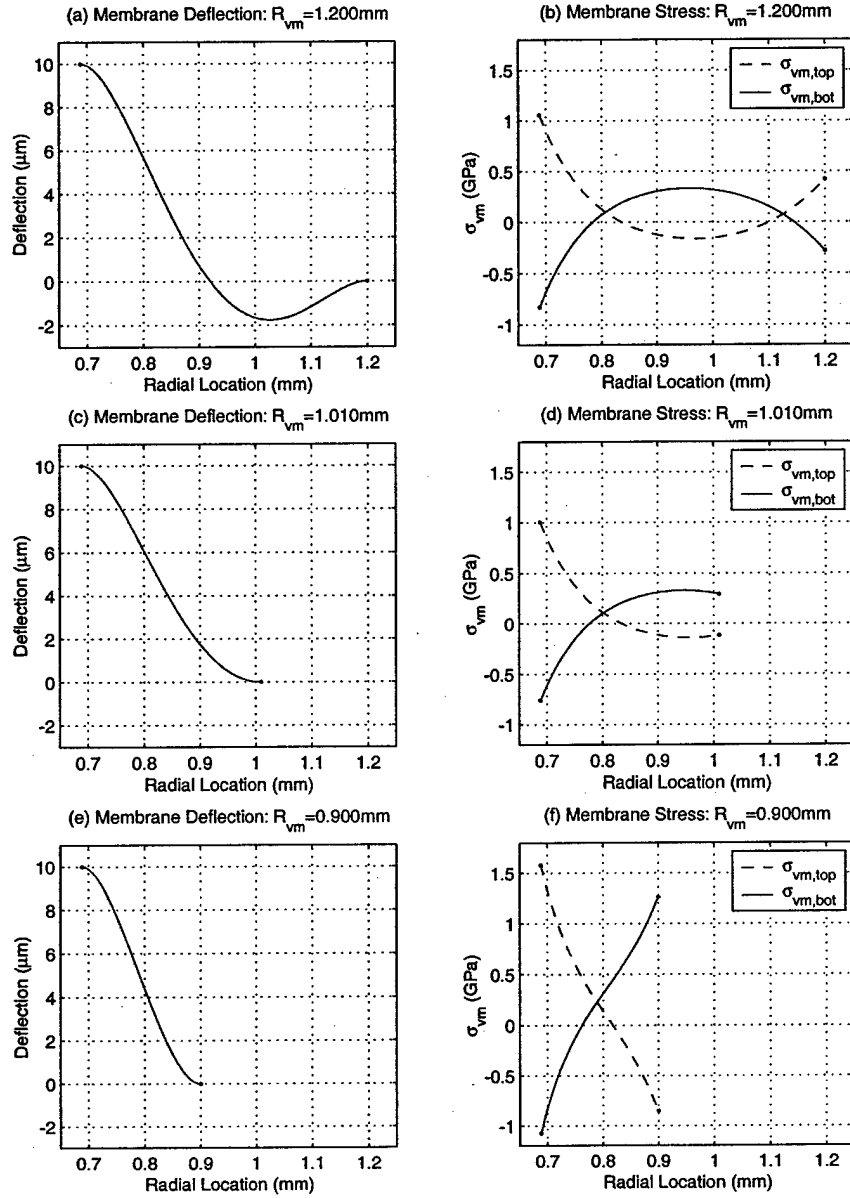 (a) Membrane Deflection: R_vm=1.200mm
10
8
6
4
2
0
-2
Deflection (μm)
0.7 0.8 0.9 1 1.1 1.2
Radial Location (mm)
(b) Membrane Stress: R_vm=1.200mm
σ_vm,top
σ_vm,bot
1.5
1
0.5
0
-0.5
-1
σ_vm (GPa)
0.7 0.8 0.9 1 1.1 1.2
Radial Location (mm)
(c) Membrane Deflection: R_vm=1.010mm
10
8
6
4
2
0
-2
Deflection (μm)
0.7 0.8 0.9 1 1.1 1.2
Radial Location (mm)
(d) Membrane Stress: R_vm=1.010mm
σ_vm,top
σ_vm,bot
1.5
1
0.5
0
-0.5
-1
σ_vm (GPa)
0.7 0.8 0.9 1 1.1 1.2
Radial Location (mm)
(e) Membrane Deflection: R_vm=0.900mm
10
8
6
4
2
0
-2
Deflection (μm)
0.7 0.8 0.9 1 1.1 1.2
Radial Location (mm)
(f) Membrane Stress: R_vm=0.900mm
σ_vm,top
σ_vm,bot
1.5
1
0.5
0
-0.5
-1
σ_vm (GPa)
0.7 0.8 0.9 1 1.1 1.2
Radial Location (mm)